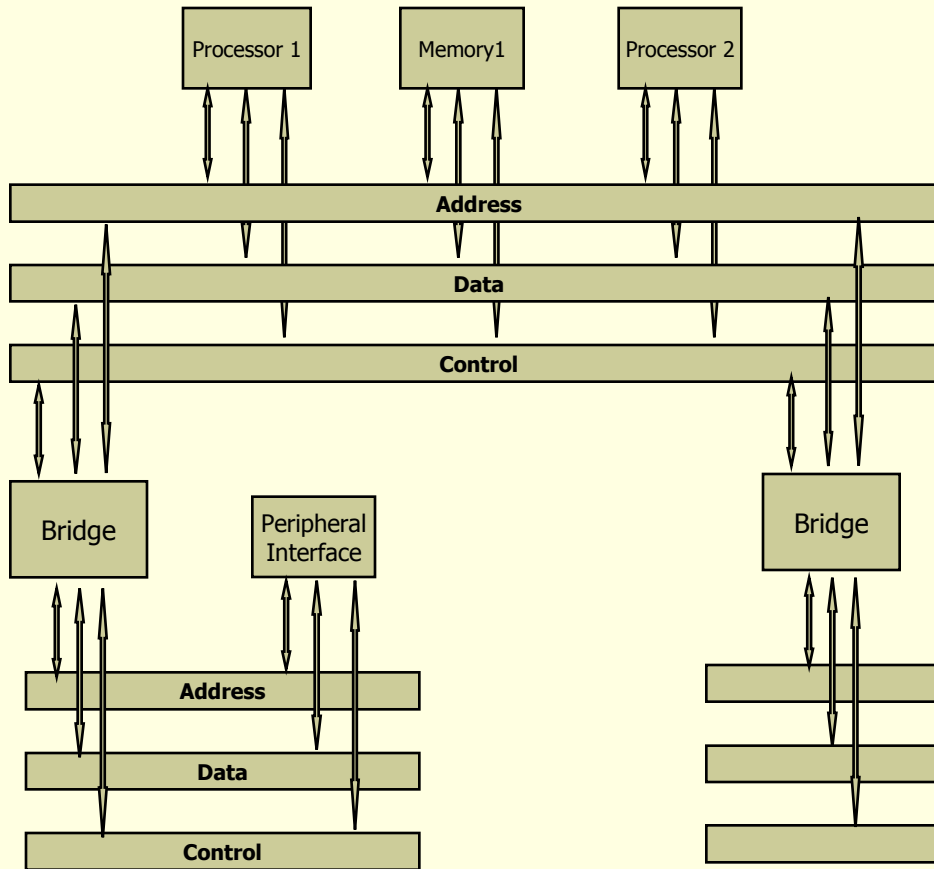 Processor 1
Memory1
Processor 2
Address
Data
Control
Bridge
Peripheral
Interface
Bridge
Address
Data
Control